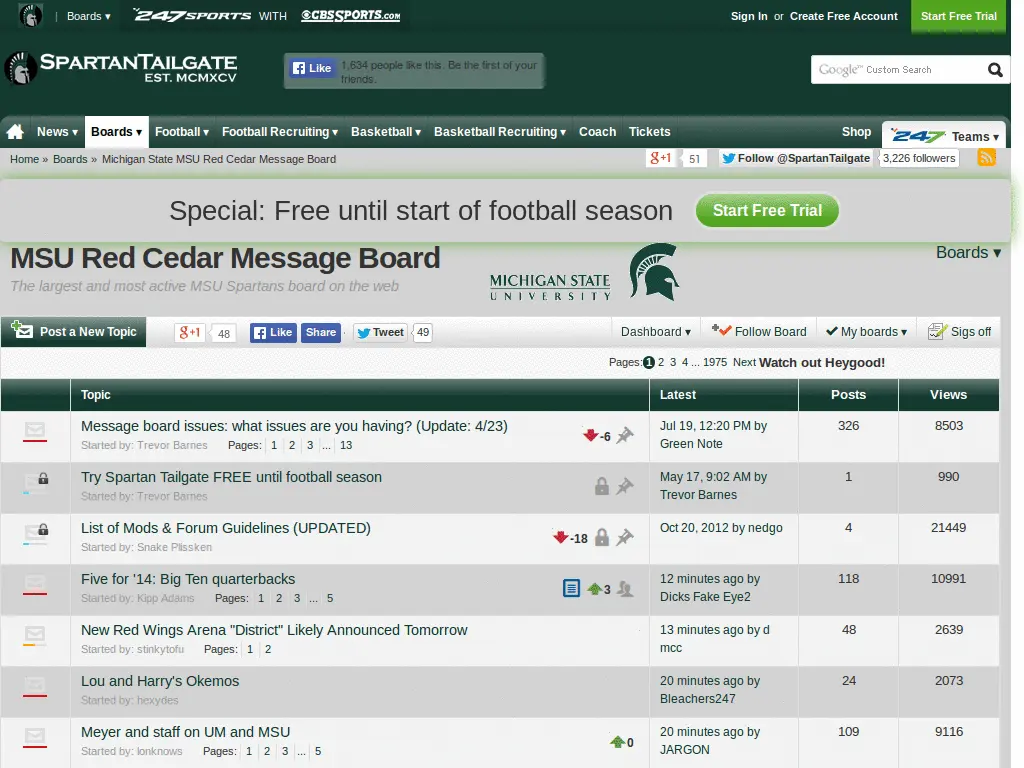 Boards ▾ 247SPORTS WITH CBSSPORTS.COM Sign In or Create Free Account Start Free Trial
SPARTANTAILGATE
EST. MCMXCV
Like 1,634 people like this. Be the first of your
friends.
Google™ Custom Search
News ▾ Boards ▾ Football ▾ Football Recruiting ▾ Basketball ▾ Basketball Recruiting ▾ Coach Tickets Shop 247 Teams ▾
Home » Boards » Michigan State MSU Red Cedar Message Board g+1 51 Follow @SpartanTailgate 3,226 followers
Special: Free until start of football season Start Free Trial
MSU Red Cedar Message Board Boards ▾
The largest and most active MSU Spartans board on the web
MICHIGAN STATE
UNIVERSITY
Post a New Topic g+1 48 Like Share Tweet 49 Dashboard ▾ Follow Board My boards ▾ Sigs off
Pages: 1 2 3 4 ... 1975 Next Watch out Heygood!
Topic Latest Posts Views
Message board issues: what issues are you having? (Update: 4/23) -6 Jul 19, 12:20 PM by 326 8503
Started by: Trevor Barnes Pages: 1 2 3 ... 13 Green Note
Try Spartan Tailgate FREE until football season May 17, 9:02 AM by 1 990
Started by: Trevor Barnes Trevor Barnes
List of Mods & Forum Guidelines (UPDATED) -18 Oct 20, 2012 by nedgo 4 21449
Started by: Snake Plissken
Five for '14: Big Ten quarterbacks 3 12 minutes ago by 118 10991
Started by: Kipp Adams Pages: 1 2 3 ... 5 Dicks Fake Eye2
New Red Wings Arena "District" Likely Announced Tomorrow 13 minutes ago by d 48 2639
Started by: stinkytofu Pages: 1 2 mcc
Lou and Harry's Okemos 20 minutes ago by 24 2073
Started by: hexydes Bleachers247
Meyer and staff on UM and MSU 0 20 minutes ago by 109 9116
Started by: lonknows Pages: 1 2 3 ... 5 JARGON